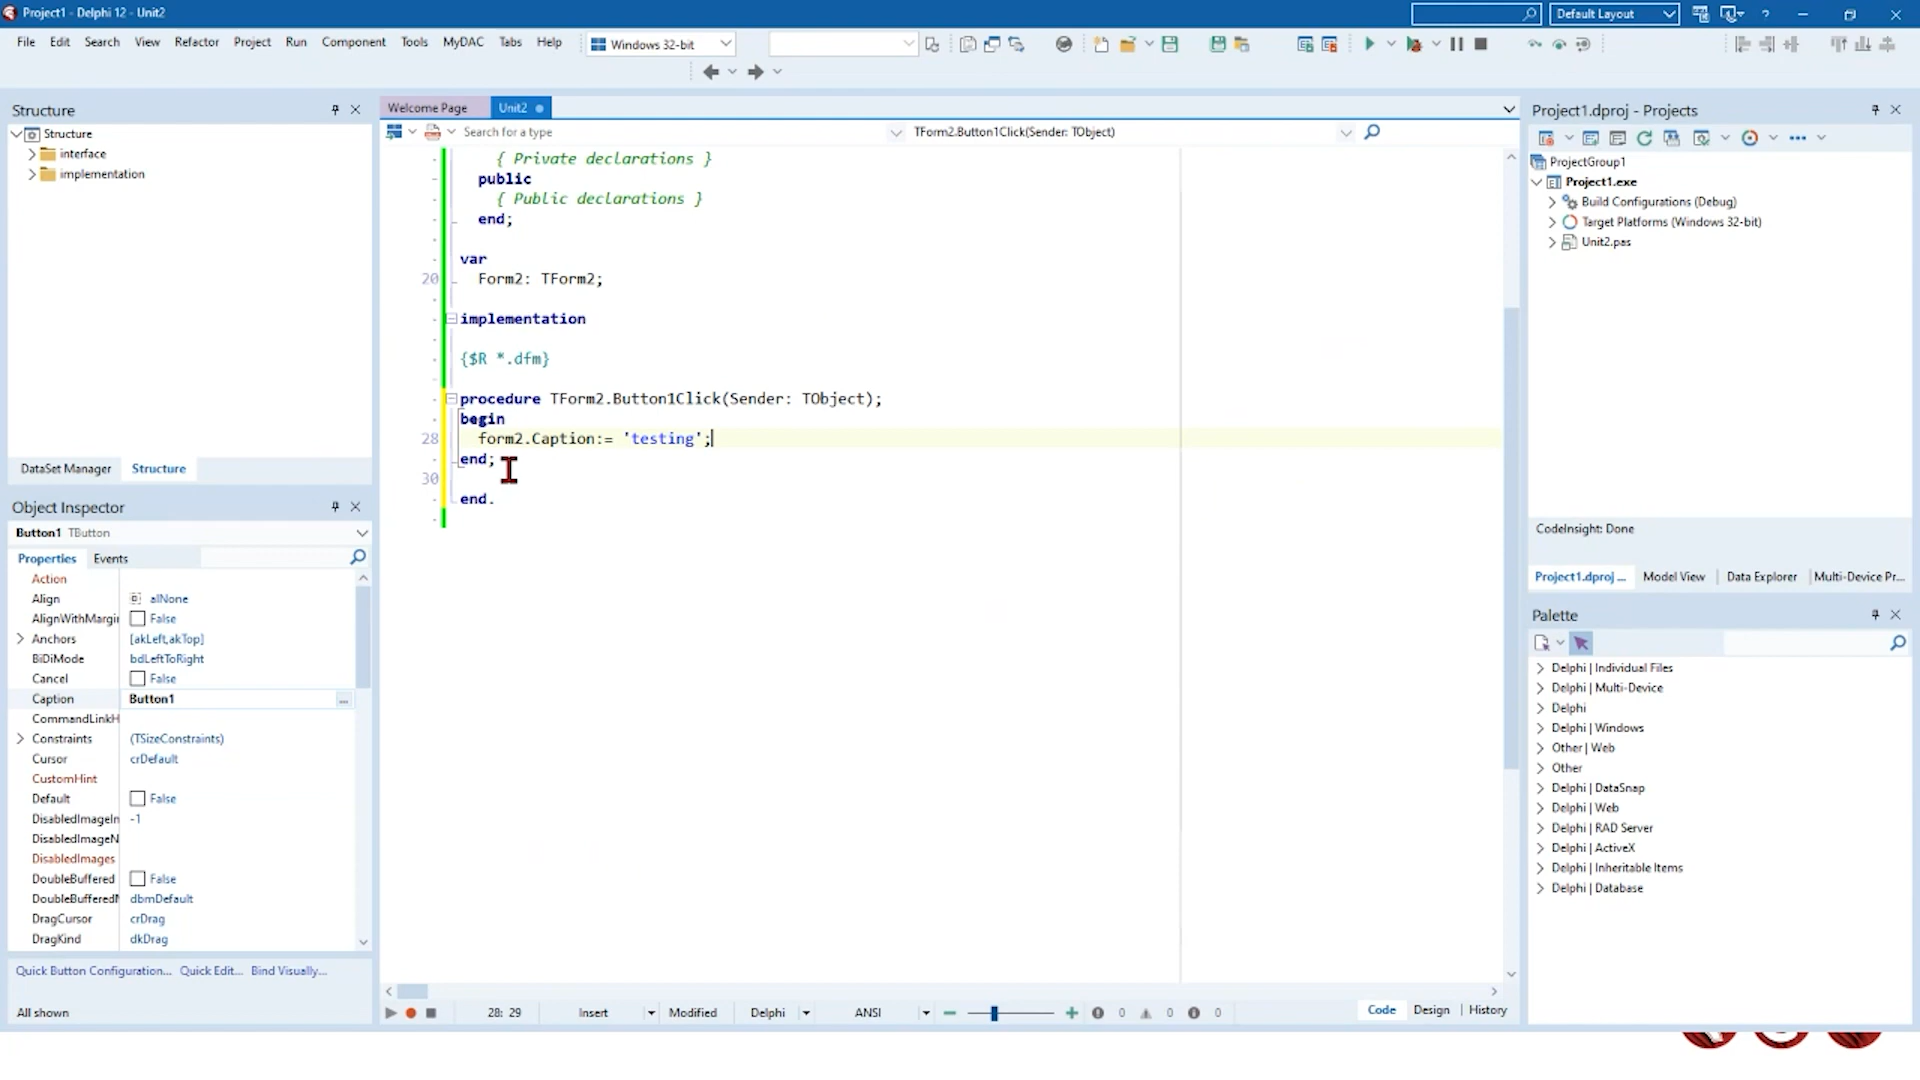 Project1 - Delphi 12 - Unit2
Default Layout
?
File Edit Search View Refactor Project Run Component Tools MyDAC Tabs Help
Windows 32-bit
Structure
Structure
interface
implementation
DataSet Manager
Structure
Object Inspector
Button1 TButton
Properties Events
Action
Align alNone
AlignWithMargi False
Anchors [akLeft,akTop]
BiDiMode bdLeftToRight
Cancel False
Caption Button1
...
CommandLinkH
Constraints (TSizeConstraints)
Cursor crDefault
CustomHint
Default False
DisabledImageIn -1
DisabledImageN
DisabledImages
DoubleBuffered False
DoubleBufferedM dbmDefault
DragCursor crDrag
DragKind dkDrag
Quick Button Configuration... Quick Edit... Bind Visually...
All shown
Welcome Page
Unit2
Search for a type
TForm2.Button1Click(Sender: TObject)
{ Private declarations }
public
{ Public declarations }
end;
var
20 Form2: TForm2;
implementation
{$R *.dfm}
procedure TForm2.Button1Click(Sender: TObject);
begin
28 form2.Caption:= 'testing';
end;
30
end.
28: 29 Insert Modified Delphi ANSI 0 0 0
Code Design History
Project1.dproj - Projects
ProjectGroup1
Project1.exe
Build Configurations (Debug)
Target Platforms (Windows 32-bit)
Unit2.pas
CodeInsight: Done
Project1.dproj ... Model View Data Explorer Multi-Device Pr...
Palette
Delphi | Individual Files
Delphi | Multi-Device
Delphi
Delphi | Windows
Other | Web
Other
Delphi | DataSnap
Delphi | Web
Delphi | RAD Server
Delphi | ActiveX
Delphi | Inheritable Items
Delphi | Database